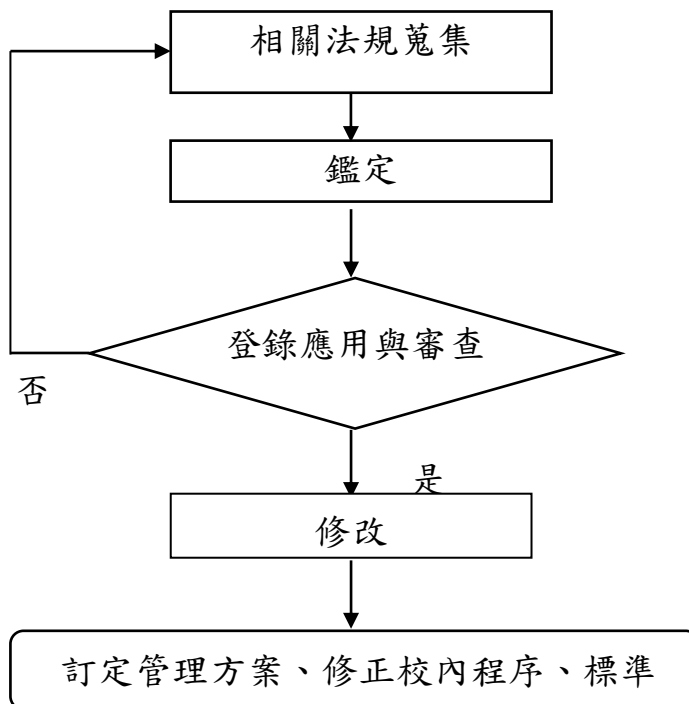 相關法規蒐集
鑑定
登錄應用與審查
否
是
修改
訂定管理方案、修正校內程序、標準